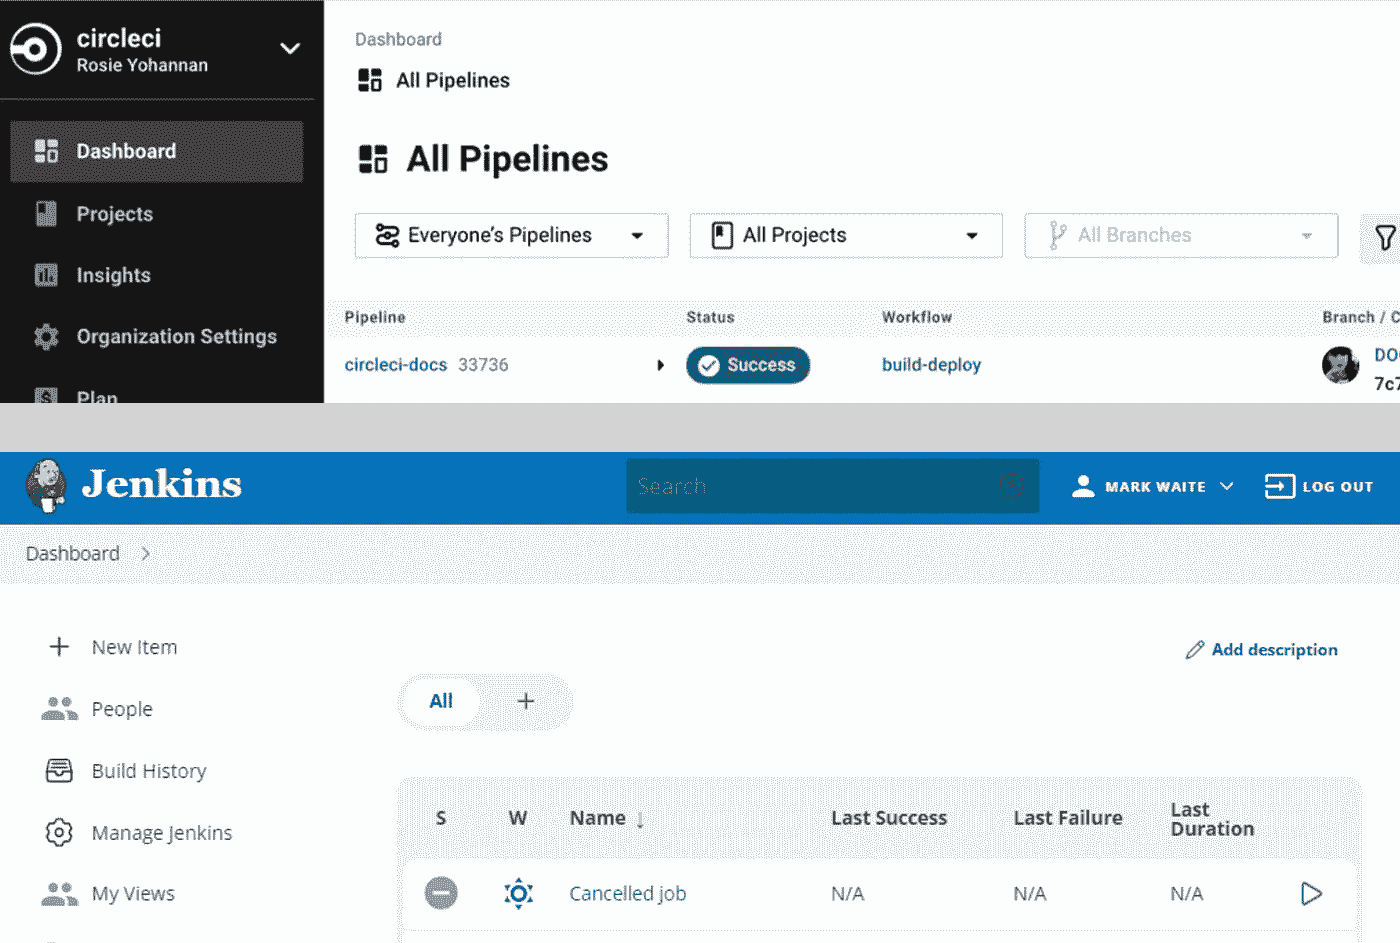 circleci
Rosie Yohannan
Dashboard
Projects
Insights
Organization Settings
Plan
Dashboard
All Pipelines
All Pipelines
Everyone's Pipelines
All Projects
All Branches
Pipeline Status Workflow Branch / C
circleci-docs 33736 Success build-deploy DO
7c7
Jenkins
Search
MARK WAITE
LOG OUT
Dashboard
New Item
People
Build History
Manage Jenkins
My Views
Add description
All +
S W Name ↓ Last Success Last Failure Last Duration
Cancelled job N/A N/A N/A